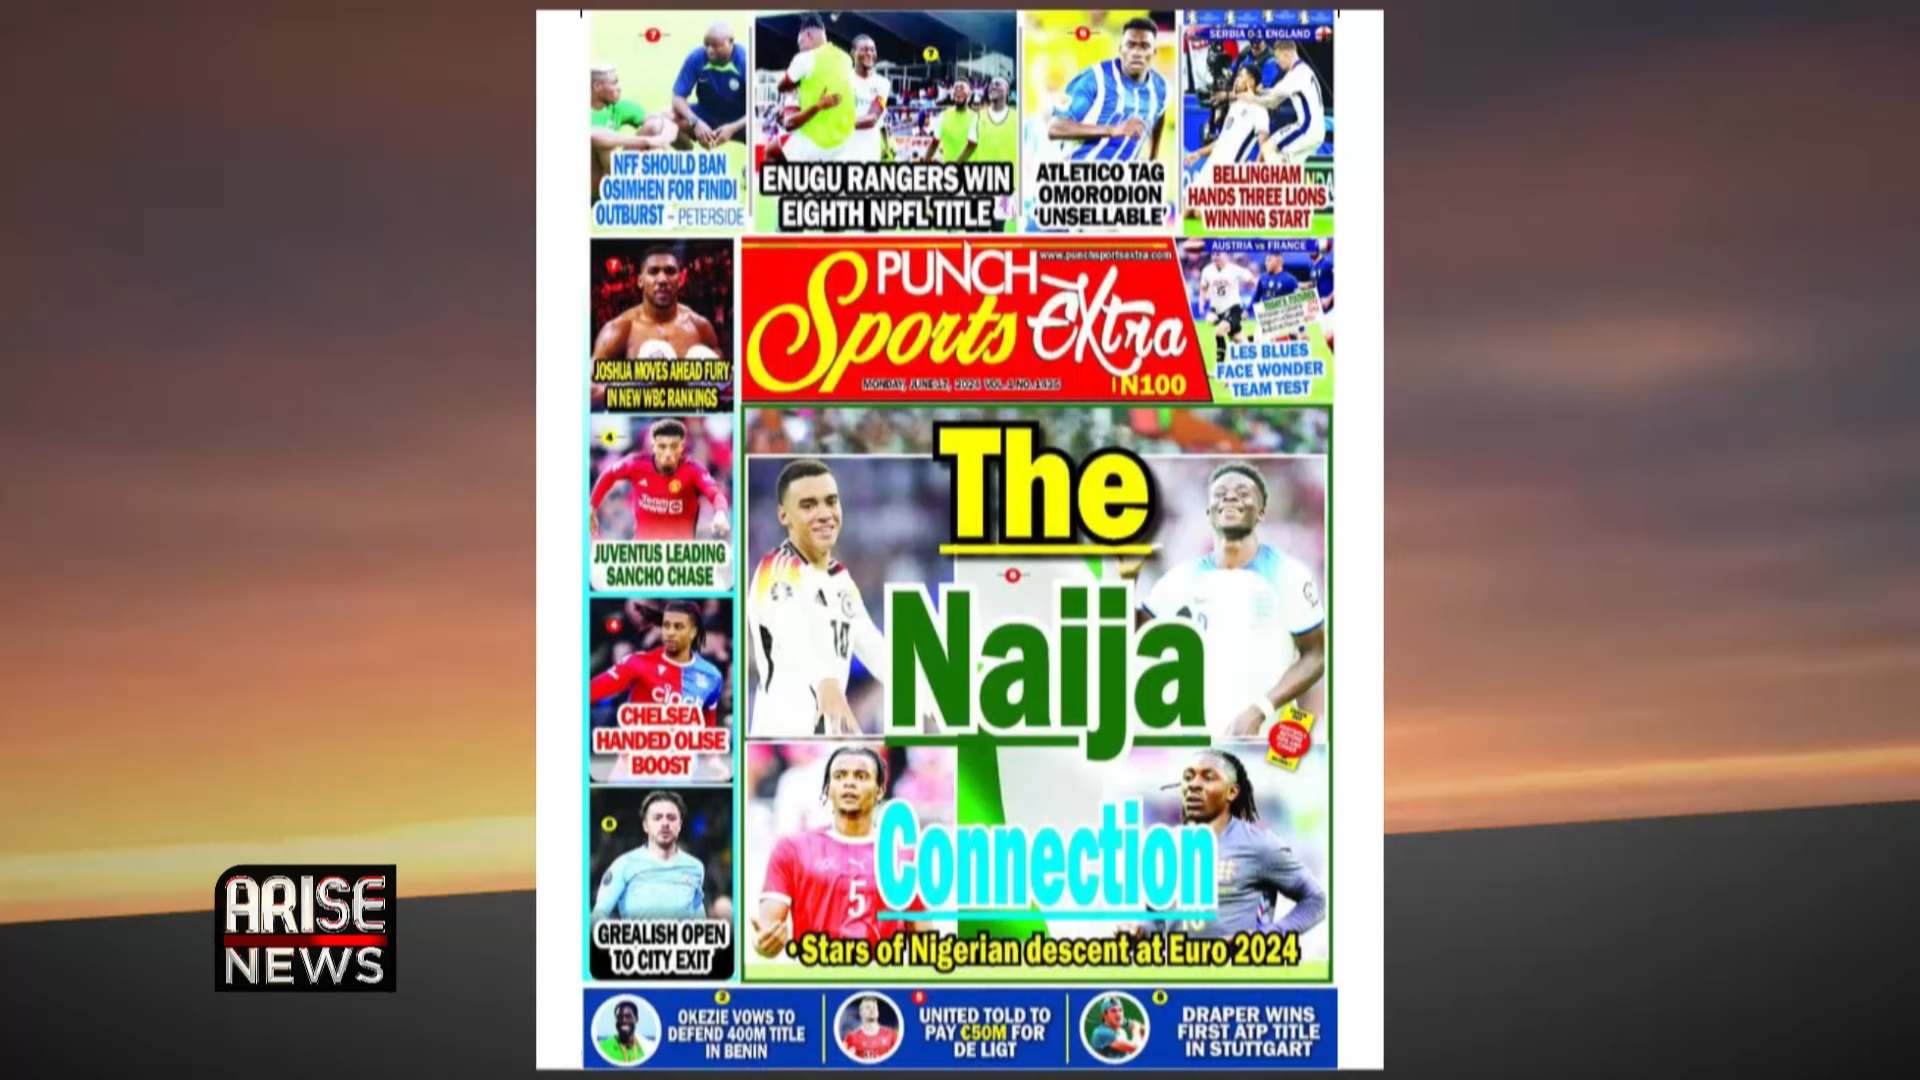 NFF SHOULD BAN
OSIMHEN FOR FINIDI
OUTBURST - PETERSIDE
ENUGU RANGERS WIN
EIGHTH NPFL TITLE
ATLETICO TAG
OMORODION
'UNSELLABLE'
SERBIA 0-1 ENGLAND
BELLINGHAM
HANDS THREE LIONS
WINNING START
JOSHUA MOVES AHEAD FURY
IN NEW WBC RANKINGS
www.punchsportsextra.com
PUNCH
Sports Extra
MONDAY, JUNE 17, 2024 VOL. 1 NO. 1435
N100
AUSTRIA vs FRANCE
LES BLUES
FACE WONDER
TEAM TEST
JUVENTUS LEADING
SANCHO CHASE
CHELSEA
HANDED OLISE
BOOST
GREALISH OPEN
TO CITY EXIT
The
Naija
Connection
• Stars of Nigerian descent at Euro 2024
OKEZIE VOWS TO
DEFEND 400M TITLE
IN BENIN
UNITED TOLD TO
PAY €50M FOR
DE LIGT
DRAPER WINS
FIRST ATP TITLE
IN STUTTGART
ARISE
NEWS